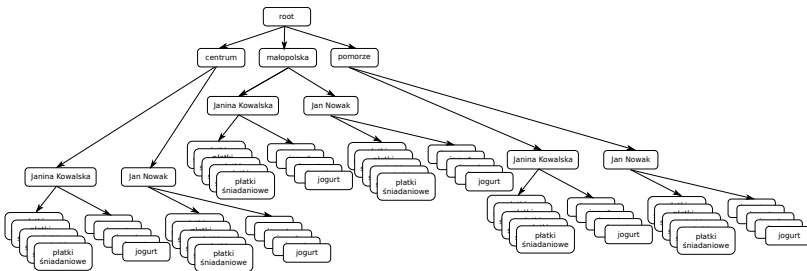 root
centrum
małopolska
pomorze
Janina Kowalska
Jan Nowak
Janina Kowalska
Jan Nowak
Janina Kowalska
Jan Nowak
płatki
śniadaniowe
jogurt
płatki
śniadaniowe
jogurt
płatki
śniadaniowe
jogurt
płatki
śniadaniowe
jogurt
płatki
śniadaniowe
jogurt
płatki
śniadaniowe
jogurt